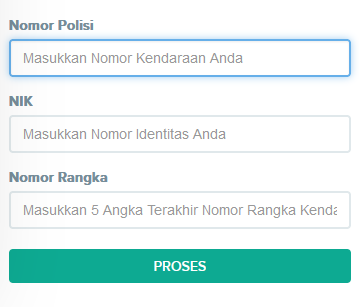 Nomor Polisi
Masukkan Nomor Kendaraan Anda
NIK
Masukkan Nomor Identitas Anda
Nomor Rangka
Masukkan 5 Angka Terakhir Nomor Rangka Kenda
PROSES